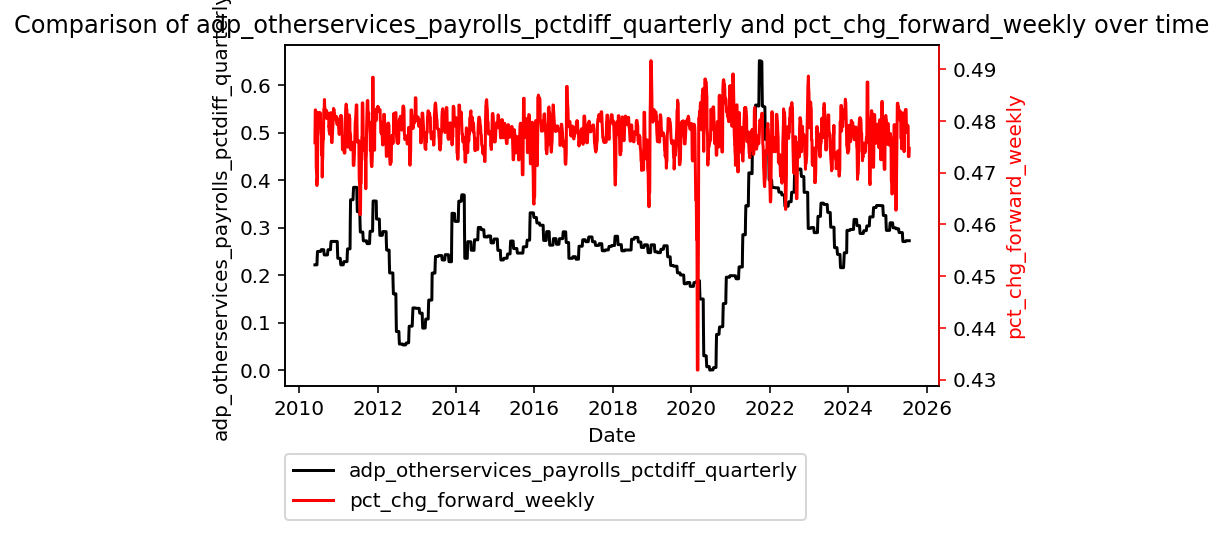 Comparison of adp_otherservices_payrolls_pctdiff_quarterly and pct_chg_forward_weekly over time
adp_otherservices_payrolls_pctdiff_quarterly
0.6
0.5
0.4
0.3
0.2
0.1
0.0
0.49
0.48
0.47
0.46
0.45
0.44
0.43
pct_chg_forward_weekly
2010 2012 2014 2016 2018 2020 2022 2024 2026
Date
adp_otherservices_payrolls_pctdiff_quarterly
pct_chg_forward_weekly